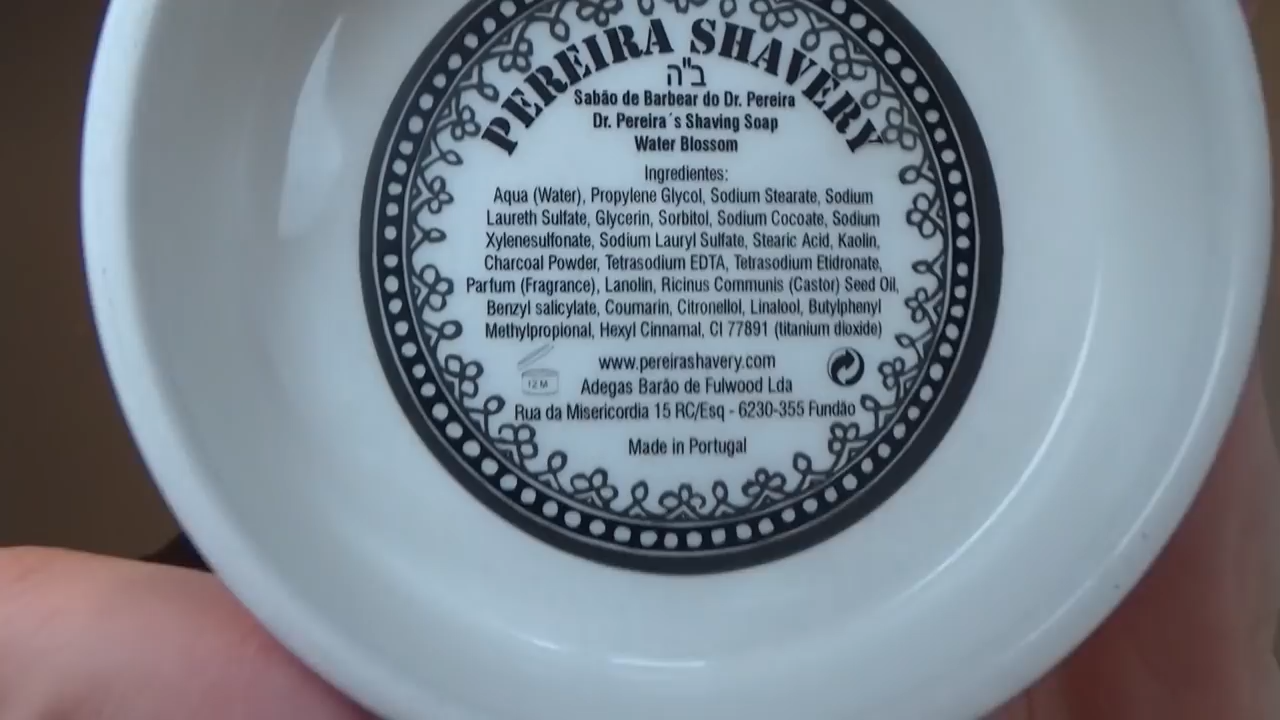 PEREIRA SHAVERY
ב"ה
Sabão de Barbear do Dr. Pereira
Dr. Pereira´s Shaving Soap
Water Blossom
Ingredientes:
Aqua (Water), Propylene Glycol, Sodium Stearate, Sodium
Laureth Sulfate, Glycerin, Sorbitol, Sodium Cocoate, Sodium
Xylenesulfonate, Sodium Lauryl Sulfate, Stearic Acid, Kaolin,
Charcoal Powder, Tetrasodium EDTA, Tetrasodium Etidronate,
Parfum (Fragrance), Lanolin, Ricinus Communis (Castor) Seed Oil,
Benzyl salicylate, Coumarin, Citronellol, Linalool, Butylphenyl
Methylpropional, Hexyl Cinnamal, CI 77891 (titanium dioxide)
www.pereirashavery.com
12 M
Adegas Barão de Fulwood Lda
Rua da Misericordia 15 RC/Esq - 6230-355 Fundão
Made in Portugal